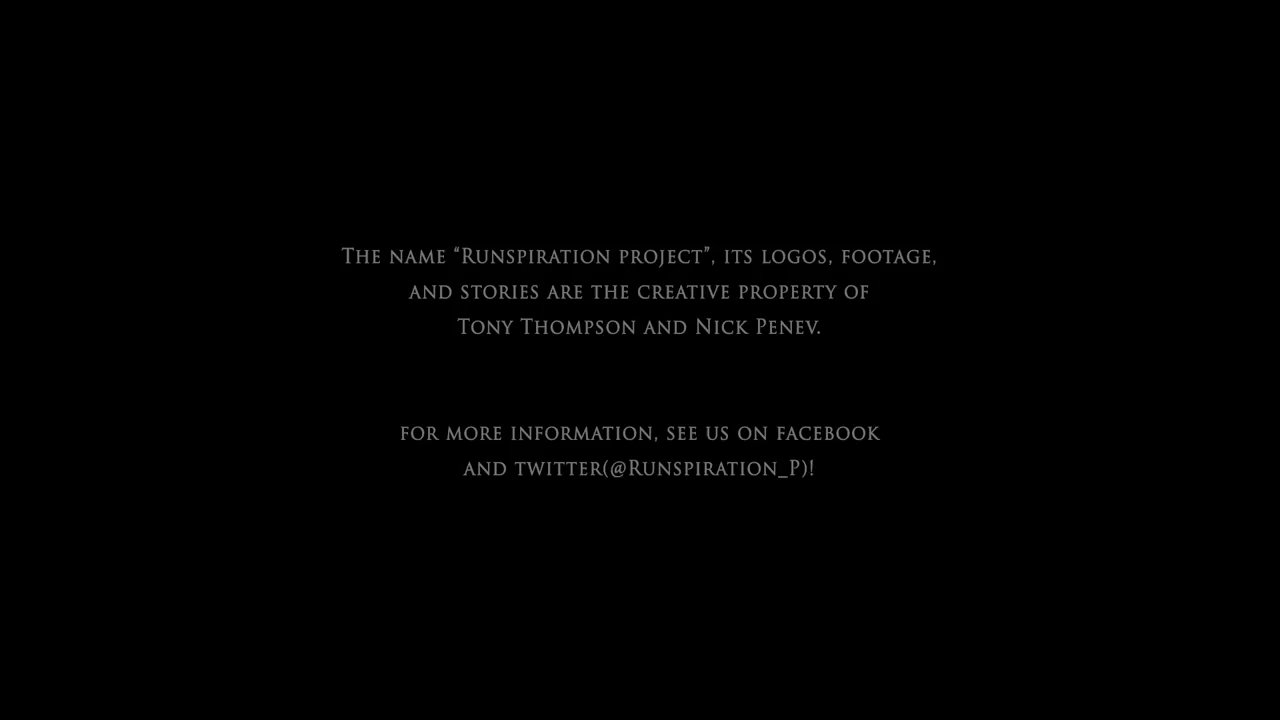 The name “Runspiration project”, its logos, footage,
and stories are the creative property of
Tony Thompson and Nick Penev.
for more information, see us on facebook
and twitter(@Runspiration_P)!